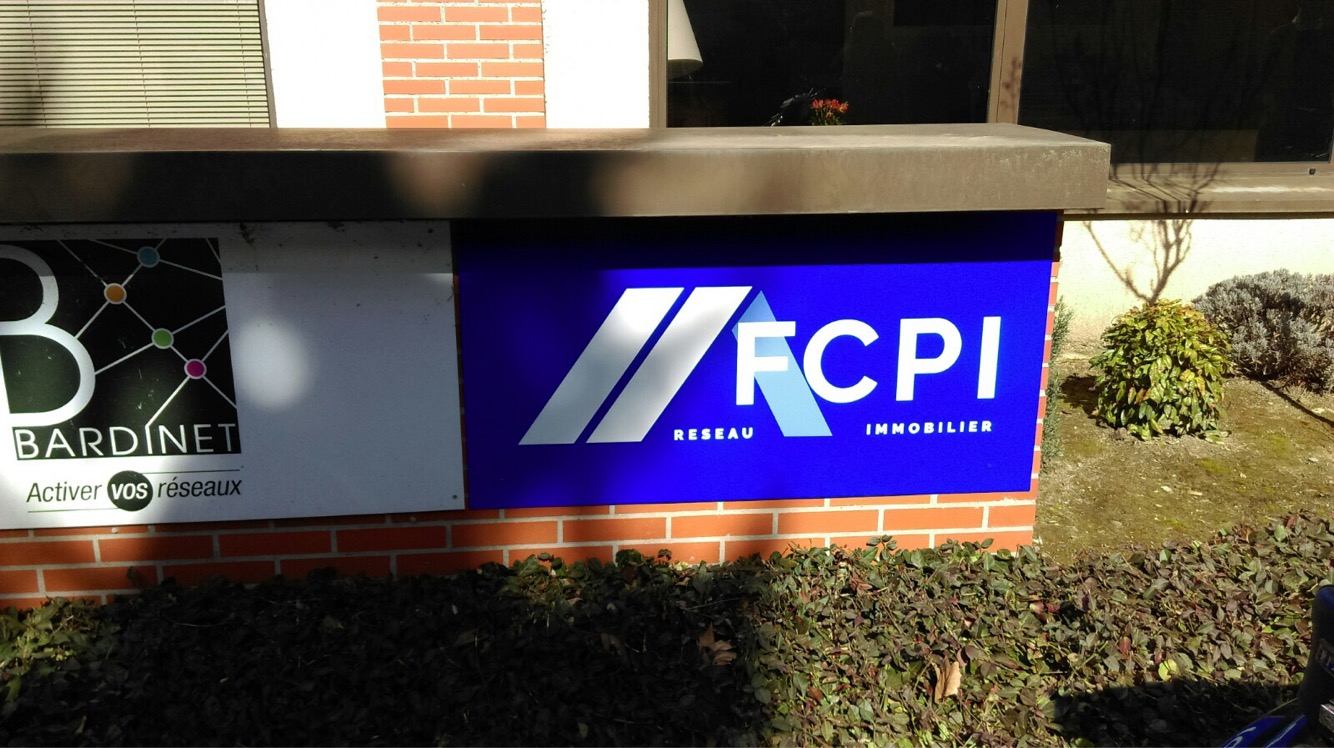 B
BARDINET
Activer vos réseaux
FCPI
RESEAU IMMOBILIER